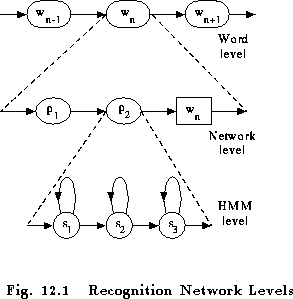 w_{n-1} w_n w_{n+1}
Word
level
p_1 p_2 w_n
Network
level
HMM
level
s_1 s_2 s_3
Fig. 12.1 Recognition Network Levels